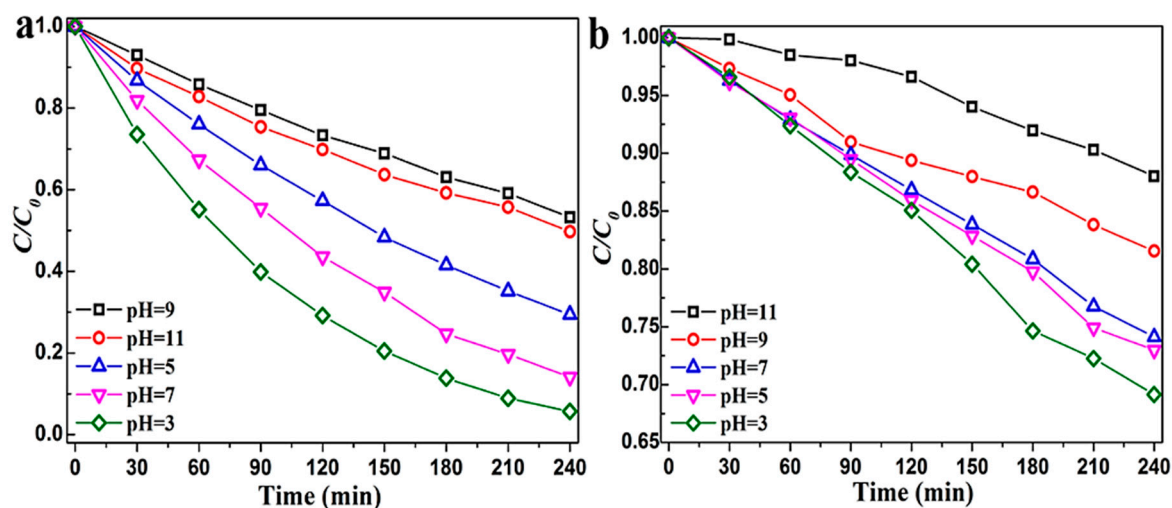 a
1.0
0.8
0.6
0.4
0.2
0.0
C/C0
pH=9
pH=11
pH=5
pH=7
pH=3
0 30 60 90 120 150 180 210 240
Time (min)
b
1.00
0.95
0.90
0.85
0.80
0.75
0.70
0.65
C/C0
pH=11
pH=9
pH=7
pH=5
pH=3
0 30 60 90 120 150 180 210 240
Time (min)